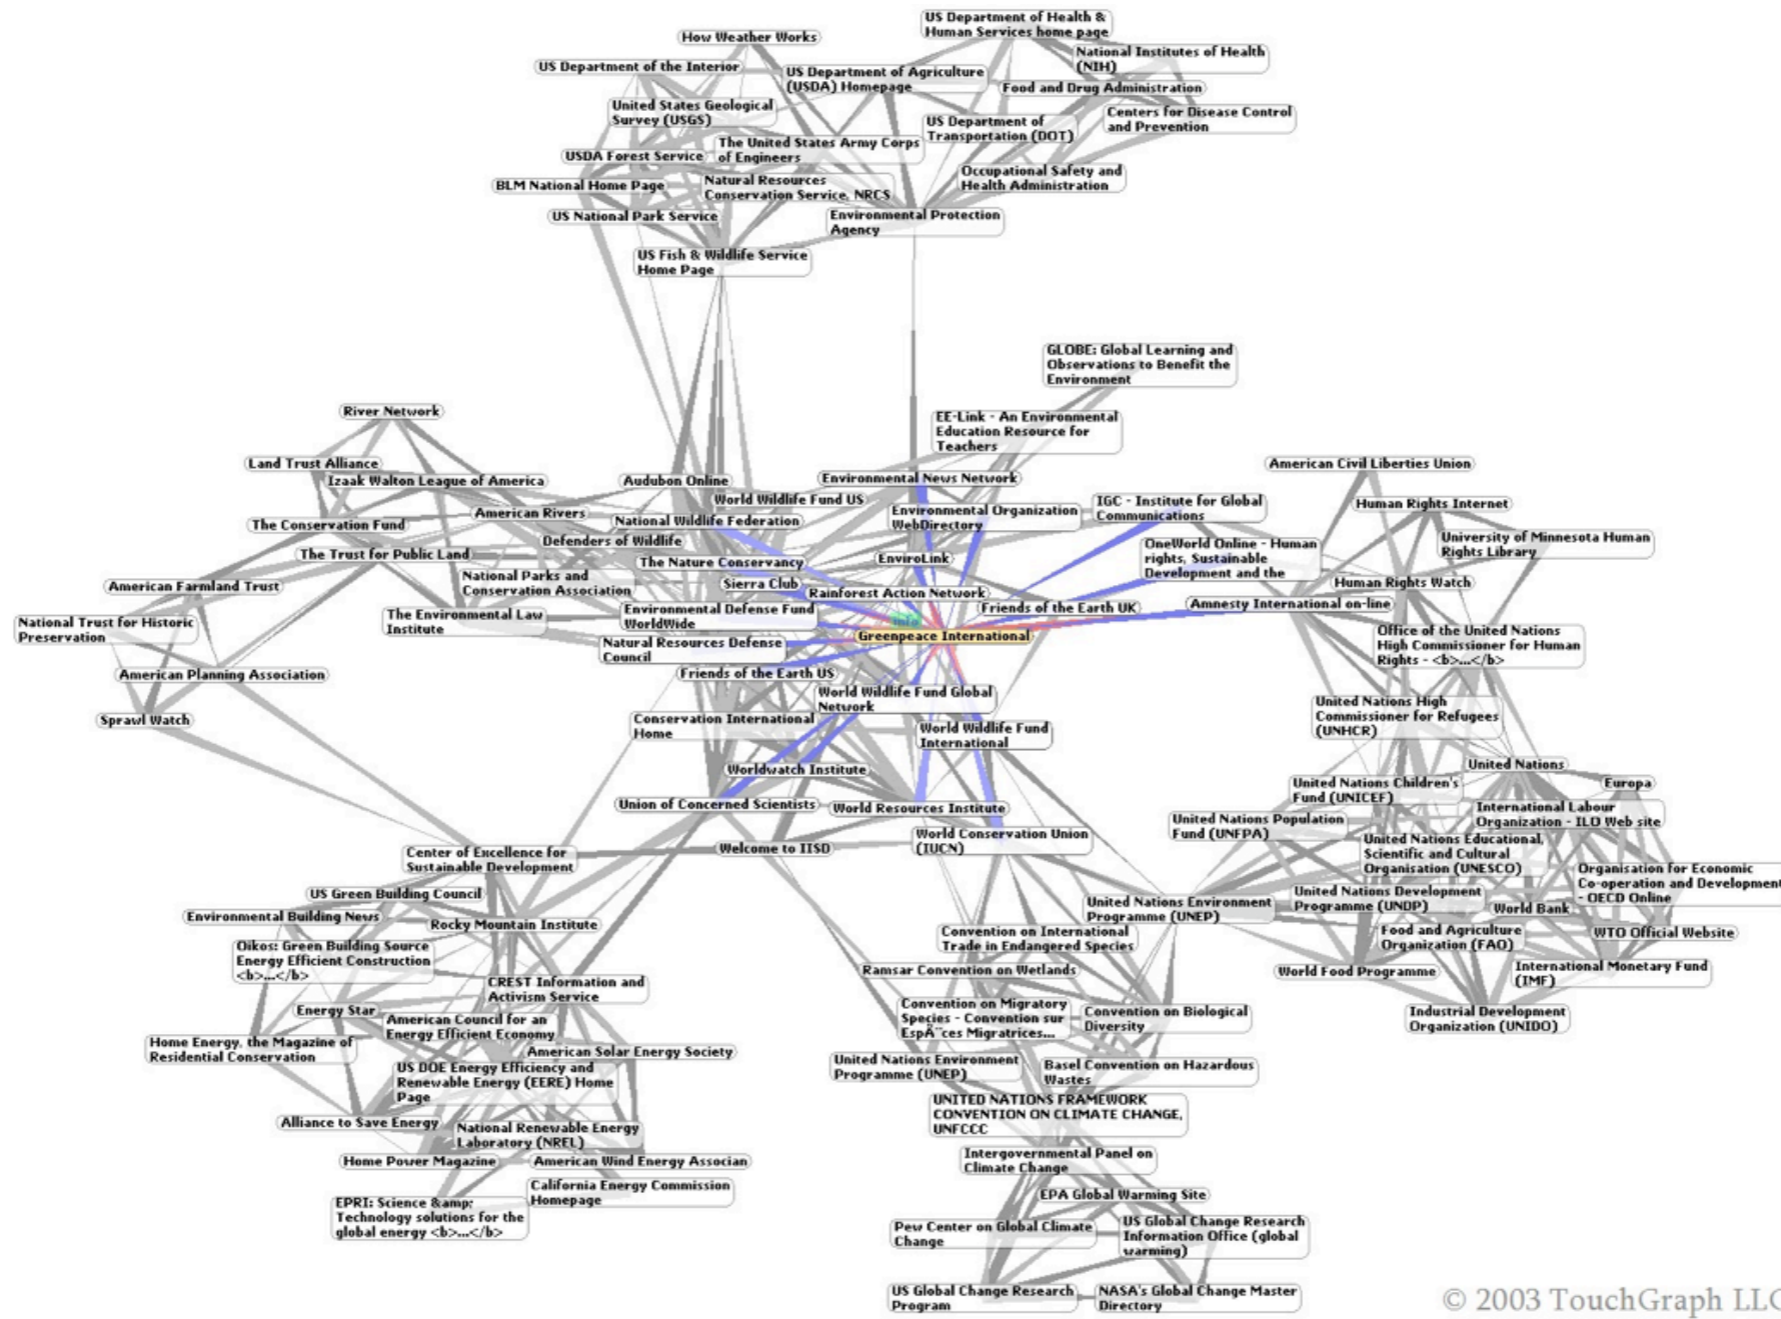 US Department of Health &
Human Services home page
How Weather Works
National Institutes of Health
(NIH)
US Department of the Interior
US Department of Agriculture
(USDA) Homepage
Food and Drug Administration
United States Geological
Survey (USGS)
Centers for Disease Control
and Prevention
US Department of
Transportation (DOT)
The United States Army Corps
of Engineers
USDA Forest Service
Occupational Safety and
Health Administration
BLM National Home Page
Natural Resources
Conservation Service, NRCS
US National Park Service
Environmental Protection
Agency
US Fish & Wildlife Service
Home Page
GLOBE: Global Learning and
Observations to Benefit the
Environment
River Network
EE-Link - An Environmental
Education Resource for
Teachers
Land Trust Alliance
American Civil Liberties Union
Izaak Walton League of America
Audubon Online
Environmental News Network
World Wildlife Fund US
IGC - Institute for Global
Communications
Human Rights Internet
American Rivers
Environmental Organization
WebDirectory
The Conservation Fund
National Wildlife Federation
Defenders of Wildlife
University of Minnesota Human
Rights Library
OneWorld Online - Human
rights, Sustainable
Development and the
The Trust for Public Land
The Nature Conservancy
EnviroLink
National Parks and
Conservation Association
Sierra Club
Human Rights Watch
American Farmland Trust
Rainforest Action Network
Amnesty International on-line
Friends of the Earth UK
Environmental Defense Fund
WorldWide
The Environmental Law
Institute
info
National Trust for Historic
Preservation
Greenpeace International
Office of the United Nations
High Commissioner for Human
Rights - <b>...</b>
Natural Resources Defense
Council
American Planning Association
Friends of the Earth US
World Wildlife Fund Global
Network
United Nations High
Commissioner for Refugees
(UNHCR)
Sprawl Watch
Conservation International
Home
World Wildlife Fund
International
United Nations
Worldwatch Institute
United Nations Children's
Fund (UNICEF)
Europa
Union of Concerned Scientists
World Resources Institute
International Labour
Organization - ILO Web site
United Nations Population
Fund (UNFPA)
World Conservation Union
(IUCN)
United Nations Educational,
Scientific and Cultural
Organisation (UNESCO)
Welcome to IISD
Center of Excellence for
Sustainable Development
Organisation for Economic
Co-operation and Development
- OECD Online
US Green Building Council
United Nations Development
Programme (UNDP)
United Nations Environment
Programme (UNEP)
World Bank
Environmental Building News
Rocky Mountain Institute
Convention on International
Trade in Endangered Species
Food and Agriculture
Organization (FAO)
WTO Official Website
Oikos: Green Building Source
Energy Efficient Construction
<b>...</b>
Ramsar Convention on Wetlands
World Food Programme
International Monetary Fund
(IMF)
CREST Information and
Activism Service
Energy Star
Convention on Migratory
Species - Convention sur
EspÃ¨ces Migratrices...
Convention on Biological
Diversity
Industrial Development
Organization (UNIDO)
American Council for an
Energy Efficient Economy
Home Energy, the Magazine of
Residential Conservation
American Solar Energy Society
United Nations Environment
Programme (UNEP)
Basel Convention on Hazardous
Wastes
US DOE Energy Efficiency and
Renewable Energy (EERE) Home
Page
UNITED NATIONS FRAMEWORK
CONVENTION ON CLIMATE CHANGE,
UNFCCC
Alliance to Save Energy
National Renewable Energy
Laboratory (NREL)
Home Power Magazine
American Wind Energy Associan
Intergovernmental Panel on
Climate Change
California Energy Commission
Homepage
EPA Global Warming Site
EPRI: Science &amp;
Technology solutions for the
global energy <b>...</b>
Pew Center on Global Climate
Change
US Global Change Research
Information Office (global
warming)
US Global Change Research
Program
NASA's Global Change Master
Directory
© 2003 TouchGraph LLC